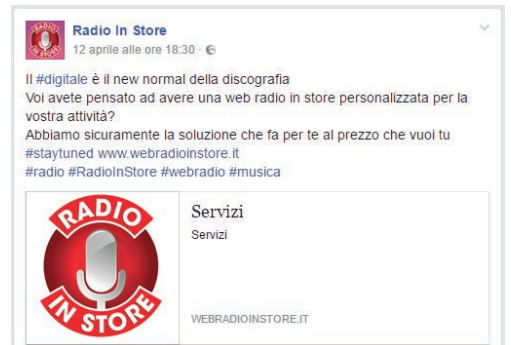 Radio In Store
12 aprile alle ore 18:30 ·
Il #digitale è il new normal della discografia
Voi avete pensato ad avere una web radio in store personalizzata per la
vostra attività?
Abbiamo sicuramente la soluzione che fa per te al prezzo che vuoi tu
#staytuned www.webradioinstore.it
#radio #RadioInStore #webradio #musica
RADIO
IN STORE
Servizi
Servizi
WEBRADIOINSTORE.IT